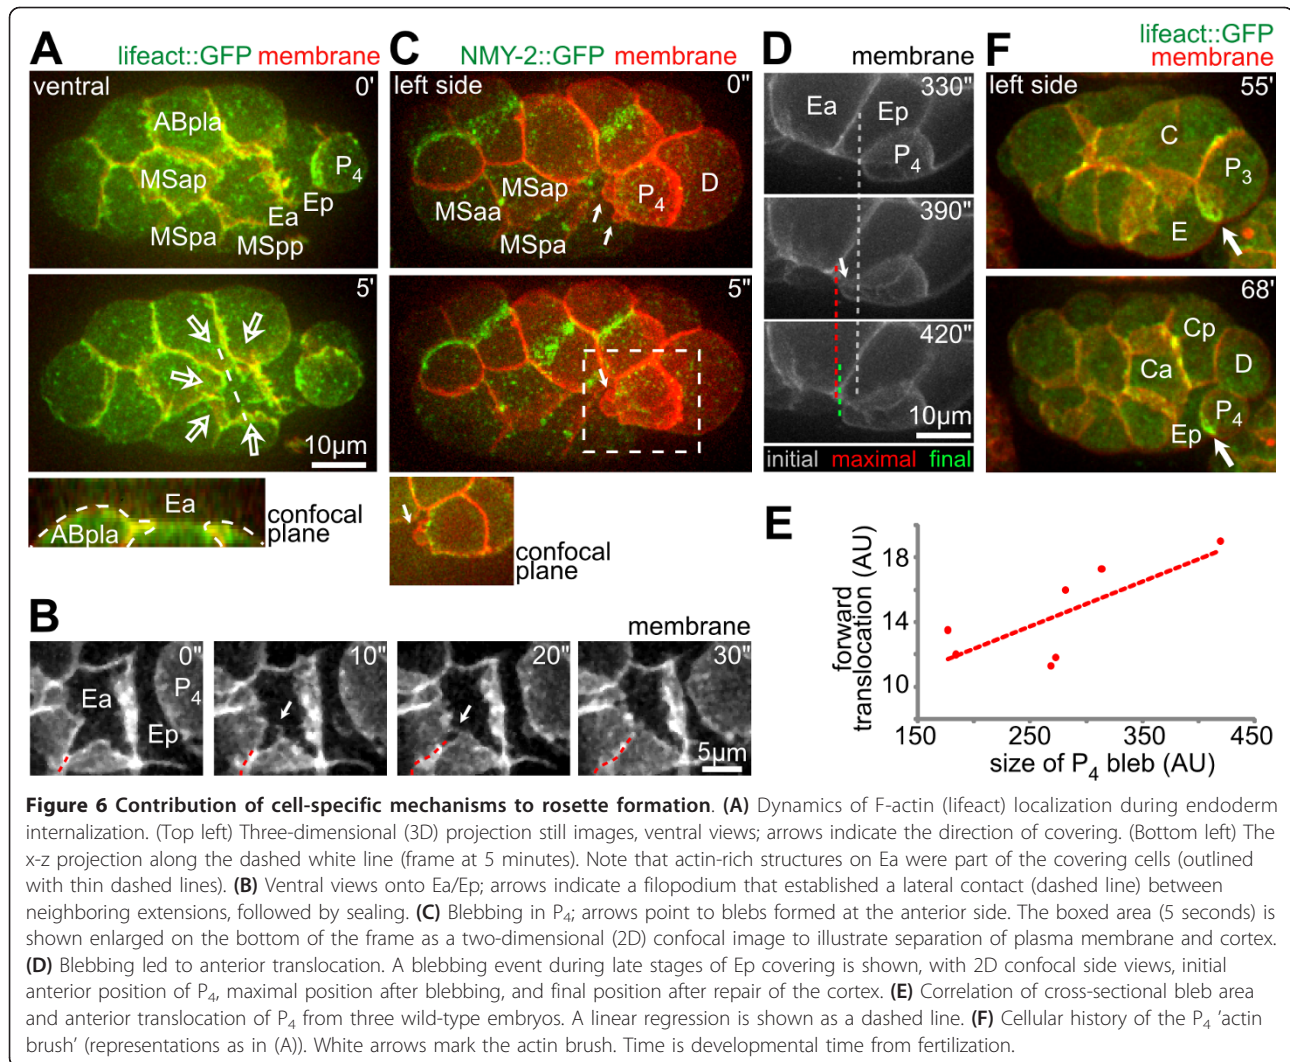 A lifeact::GFP membrane
ventral 0'
ABpla
MSap
P4
Ep
Ea
MSpa
MSpp
5'
10µm
Ea
ABpla
confocal
plane
C NMY-2::GFP membrane
left side 0"
MSap
P4 D
MSaa
MSpa
5"
confocal
plane
D membrane
330"
Ea Ep
P4
390"
420"
10µm
initial maximal final
F lifeact::GFP
membrane
left side 55'
C
P3
E
68'
Cp
Ca D
P4
Ep
B membrane
0" 10" 20" 30"
P4
Ea
Ep
5µm
E
forward
translocation (AU)
18
14
10
150 250 350 450
size of P4 bleb (AU)
Figure 6 Contribution of cell-specific mechanisms to rosette formation. (A) Dynamics of F-actin (lifeact) localization during endoderm
internalization. (Top left) Three-dimensional (3D) projection still images, ventral views; arrows indicate the direction of covering. (Bottom left) The
x-z projection along the dashed white line (frame at 5 minutes). Note that actin-rich structures on Ea were part of the covering cells (outlined
with thin dashed lines). (B) Ventral views onto Ea/Ep; arrows indicate a filopodium that established a lateral contact (dashed line) between
neighboring extensions, followed by sealing. (C) Blebbing in P4; arrows point to blebs formed at the anterior side. The boxed area (5 seconds) is
shown enlarged on the bottom of the frame as a two-dimensional (2D) confocal image to illustrate separation of plasma membrane and cortex.
(D) Blebbing led to anterior translocation. A blebbing event during late stages of Ep covering is shown, with 2D confocal side views, initial
anterior position of P4, maximal position after blebbing, and final position after repair of the cortex. (E) Correlation of cross-sectional bleb area
and anterior translocation of P4 from three wild-type embryos. A linear regression is shown as a dashed line. (F) Cellular history of the P4 'actin
brush' (representations as in (A)). White arrows mark the actin brush. Time is developmental time from fertilization.